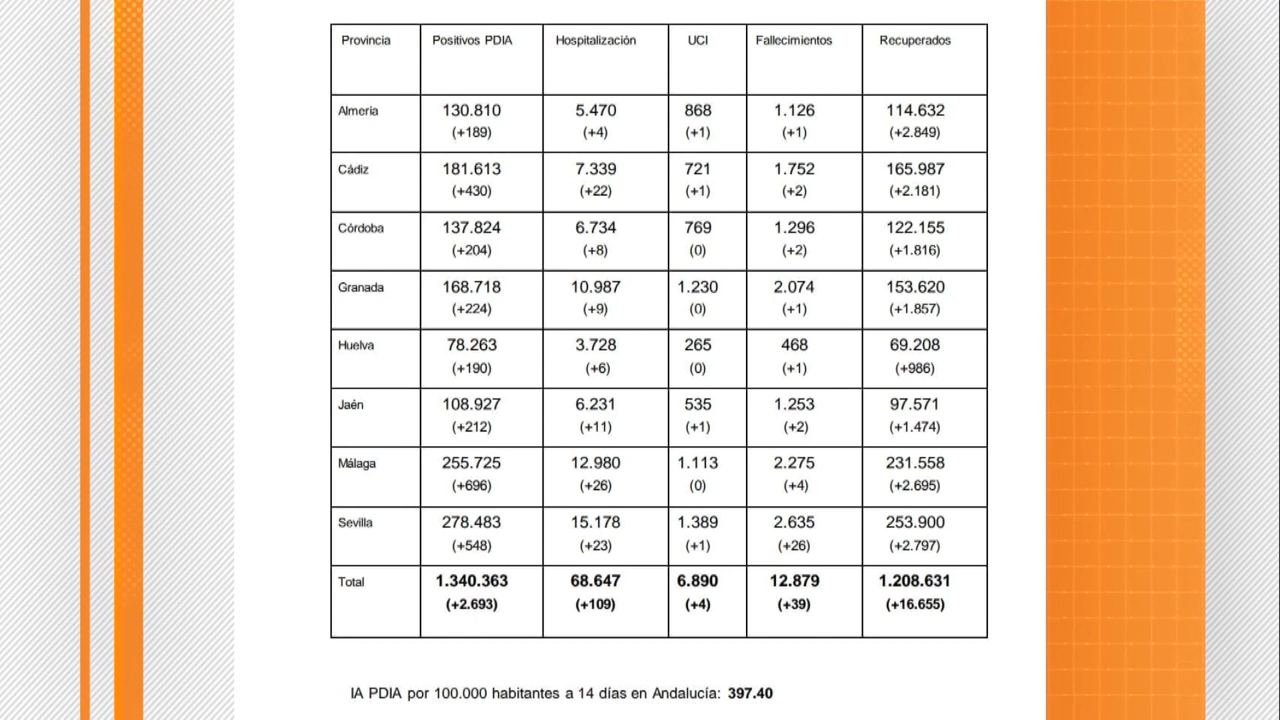 Provincia Positivos PDIA Hospitalización UCI Fallecimientos Recuperados
Almeria 130.810 5.470 868 1.126 114.632
(+189) (+4) (+1) (+1) (+2.849)
Cádiz 181.613 7.339 721 1.752 165.987
(+430) (+22) (+1) (+2) (+2.181)
Córdoba 137.824 6.734 769 1.296 122.155
(+204) (+8) (0) (+2) (+1.816)
Granada 168.718 10.987 1.230 2.074 153.620
(+224) (+9) (0) (+1) (+1.857)
Huelva 78.263 3.728 265 468 69.208
(+190) (+6) (0) (+1) (+986)
Jaén 108.927 6.231 535 1.253 97.571
(+212) (+11) (+1) (+2) (+1.474)
Málaga 255.725 12.980 1.113 2.275 231.558
(+696) (+26) (0) (+4) (+2.695)
Sevilla 278.483 15.178 1.389 2.635 253.900
(+548) (+23) (+1) (+26) (+2.797)
Total 1.340.363 68.647 6.890 12.879 1.208.631
(+2.693) (+109) (+4) (+39) (+16.655)
IA PDIA por 100.000 habitantes a 14 días en Andalucía: 397.40